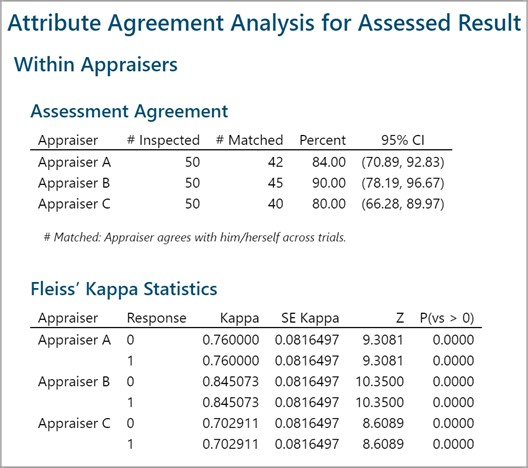 Attribute Agreement Analysis for Assessed Result
Within Appraisers
Assessment Agreement
Appraiser # Inspected # Matched Percent 95% CI
Appraiser A 50 42 84.00 (70.89, 92.83)
Appraiser B 50 45 90.00 (78.19, 96.67)
Appraiser C 50 40 80.00 (66.28, 89.97)
# Matched: Appraiser agrees with him/herself across trials.
Fleiss’ Kappa Statistics
Appraiser Response Kappa SE Kappa Z P(vs > 0)
Appraiser A 0 0.760000 0.0816497 9.3081 0.0000
1 0.760000 0.0816497 9.3081 0.0000
Appraiser B 0 0.845073 0.0816497 10.3500 0.0000
1 0.845073 0.0816497 10.3500 0.0000
Appraiser C 0 0.702911 0.0816497 8.6089 0.0000
1 0.702911 0.0816497 8.6089 0.0000